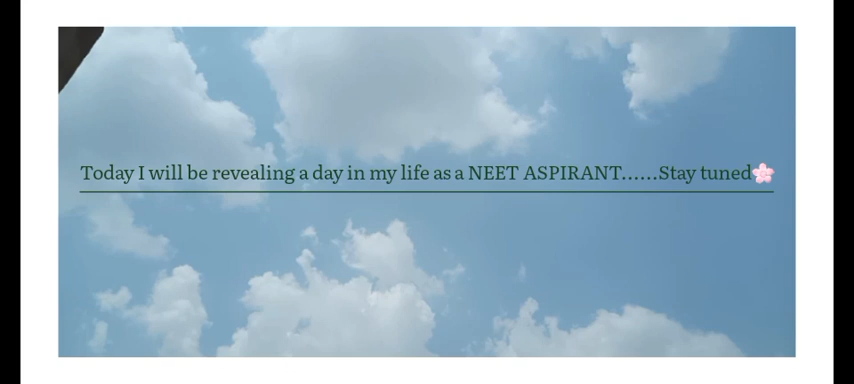 Today I will be revealing a day in my life as a NEET ASPIRANT......Stay tuned🌸